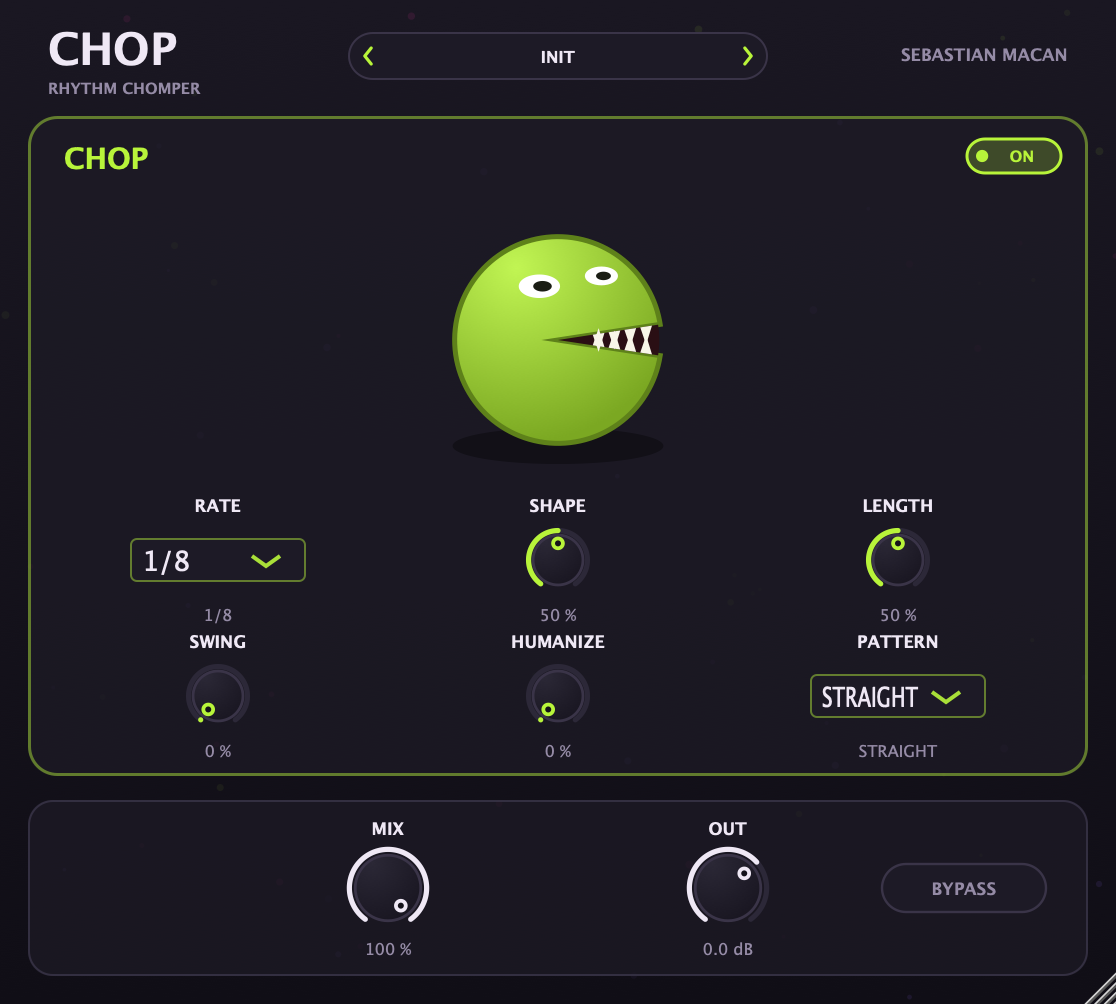 CHOP
RHYTHM CHOMPER
INIT
SEBASTIAN MACAN
CHOP
ON
RATE
SHAPE
LENGTH
1/8
1/8
50 %
50 %
SWING
HUMANIZE
PATTERN
STRAIGHT
0 %
0 %
STRAIGHT
MIX
OUT
BYPASS
100 %
0.0 dB